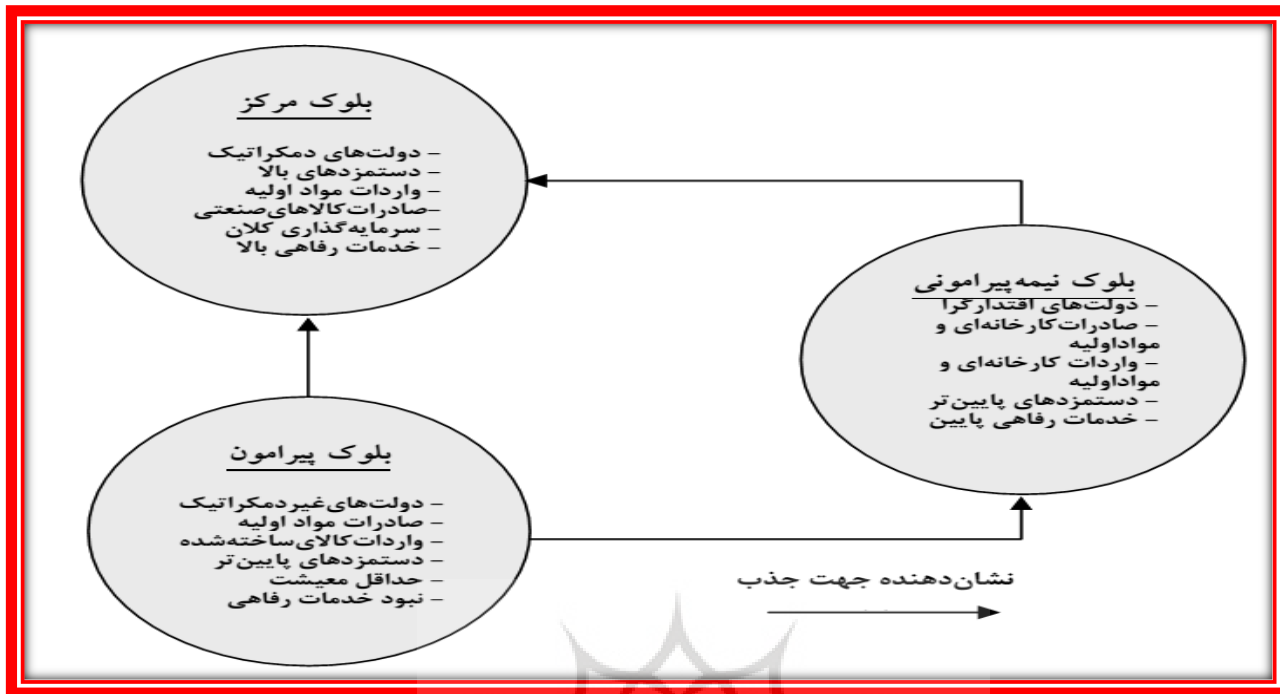 بلوک مرکز
– دولت‌های دمکراتیک
– دستمزدهای بالا
– واردات مواد اولیه
–صادرات‌کالاهای‌صنعتی
– سرمایه‌گذاری کلان
– خدمات رفاهی بالا
بلوک نیمه‌پیرامونی
– دولت‌های اقتدارگرا
– صادرات‌کارخانه‌ای و
مواداولیه
– واردات کارخانه‌ای و
مواداولیه
– دستمزدهای پایین‌تر
– خدمات رفاهی پایین
بلوک پیرامون
– دولت‌های‌غیردمکراتیک
– صادرات مواد اولیه
– واردات‌کالای‌ساخته‌شده
– دستمزدهای پایین‌تر
– حداقل معیشت
– نبود خدمات رفاهی
نشان‌دهنده جهت جذب